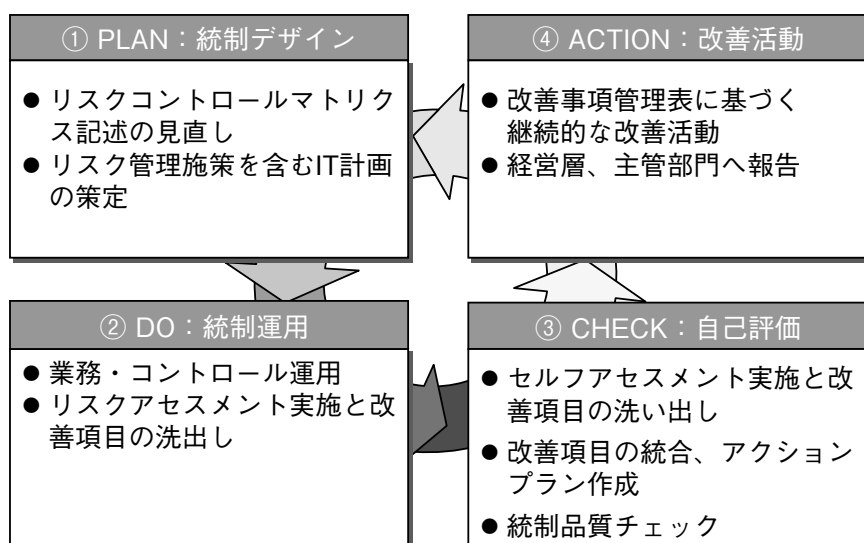 ① PLAN：統制デザイン
● リスクコントロールマトリク
ス記述の見直し
● リスク管理施策を含むIT計画
の策定
④ ACTION：改善活動
● 改善事項管理表に基づく
継続的な改善活動
● 経営層、主管部門へ報告
② DO：統制運用
● 業務・コントロール運用
● リスクアセスメント実施と改
善項目の洗出し
③ CHECK：自己評価
● セルフアセスメント実施と改
善項目の洗い出し
● 改善項目の統合、アクション
プラン作成
● 統制品質チェック